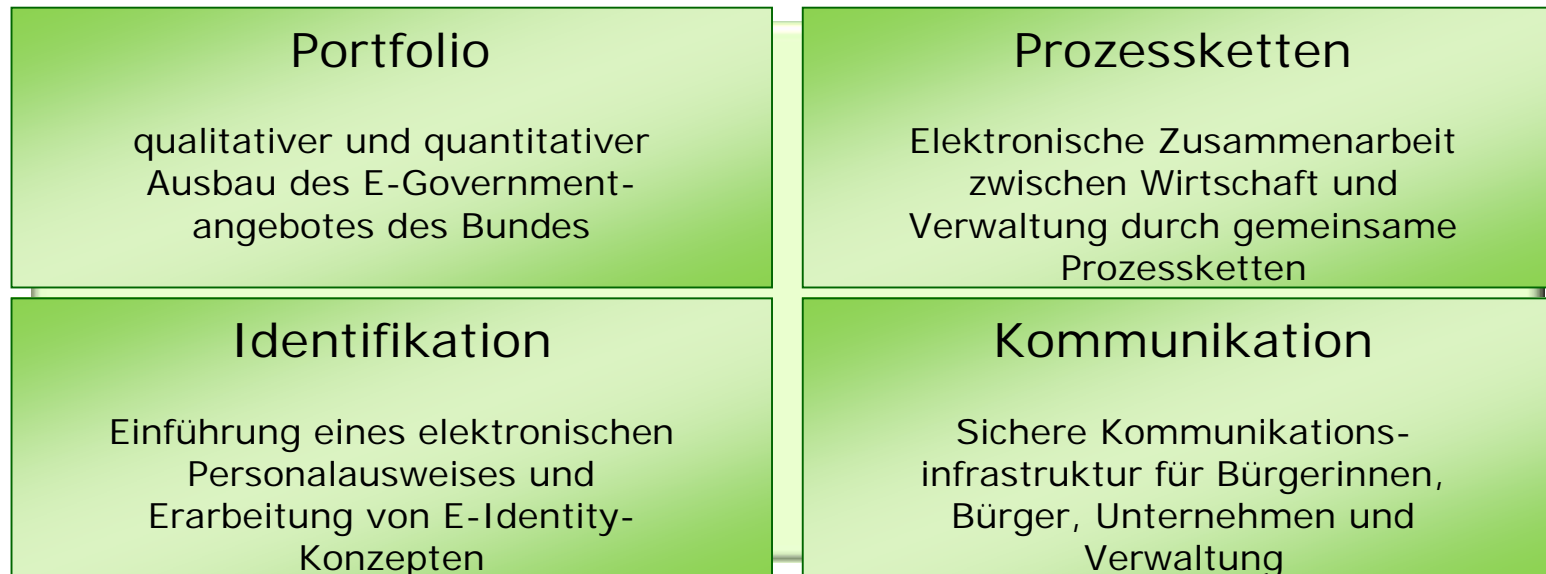 Portfolio
qualitativer und quantitativer
Ausbau des E-Government-
angebotes des Bundes
Prozessketten
Elektronische Zusammenarbeit
zwischen Wirtschaft und
Verwaltung durch gemeinsame
Prozessketten
Identifikation
Einführung eines elektronischen
Personalausweises und
Erarbeitung von E-Identity-
Konzepten
Kommunikation
Sichere Kommunikations-
infrastruktur für Bürgerinnen,
Bürger, Unternehmen und
Verwaltung